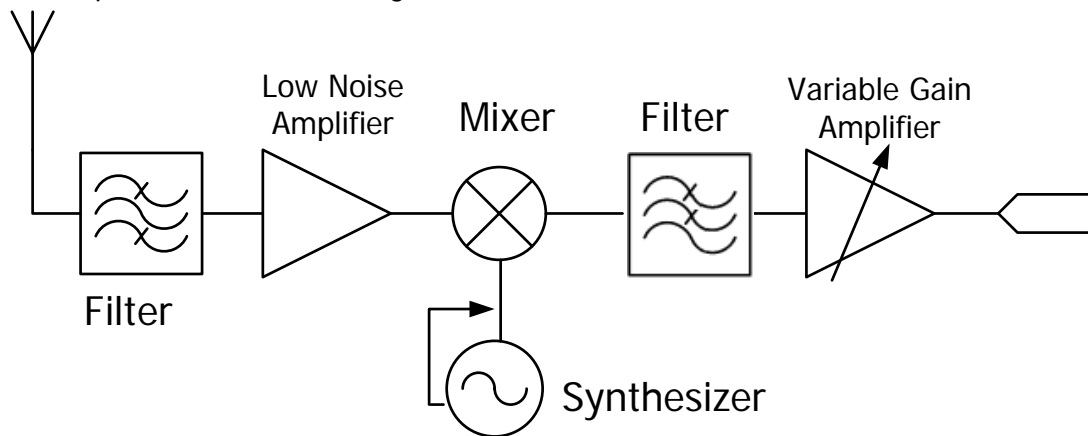 Low Noise
Amplifier
Mixer
Filter
Variable Gain
Amplifier
Filter
Synthesizer